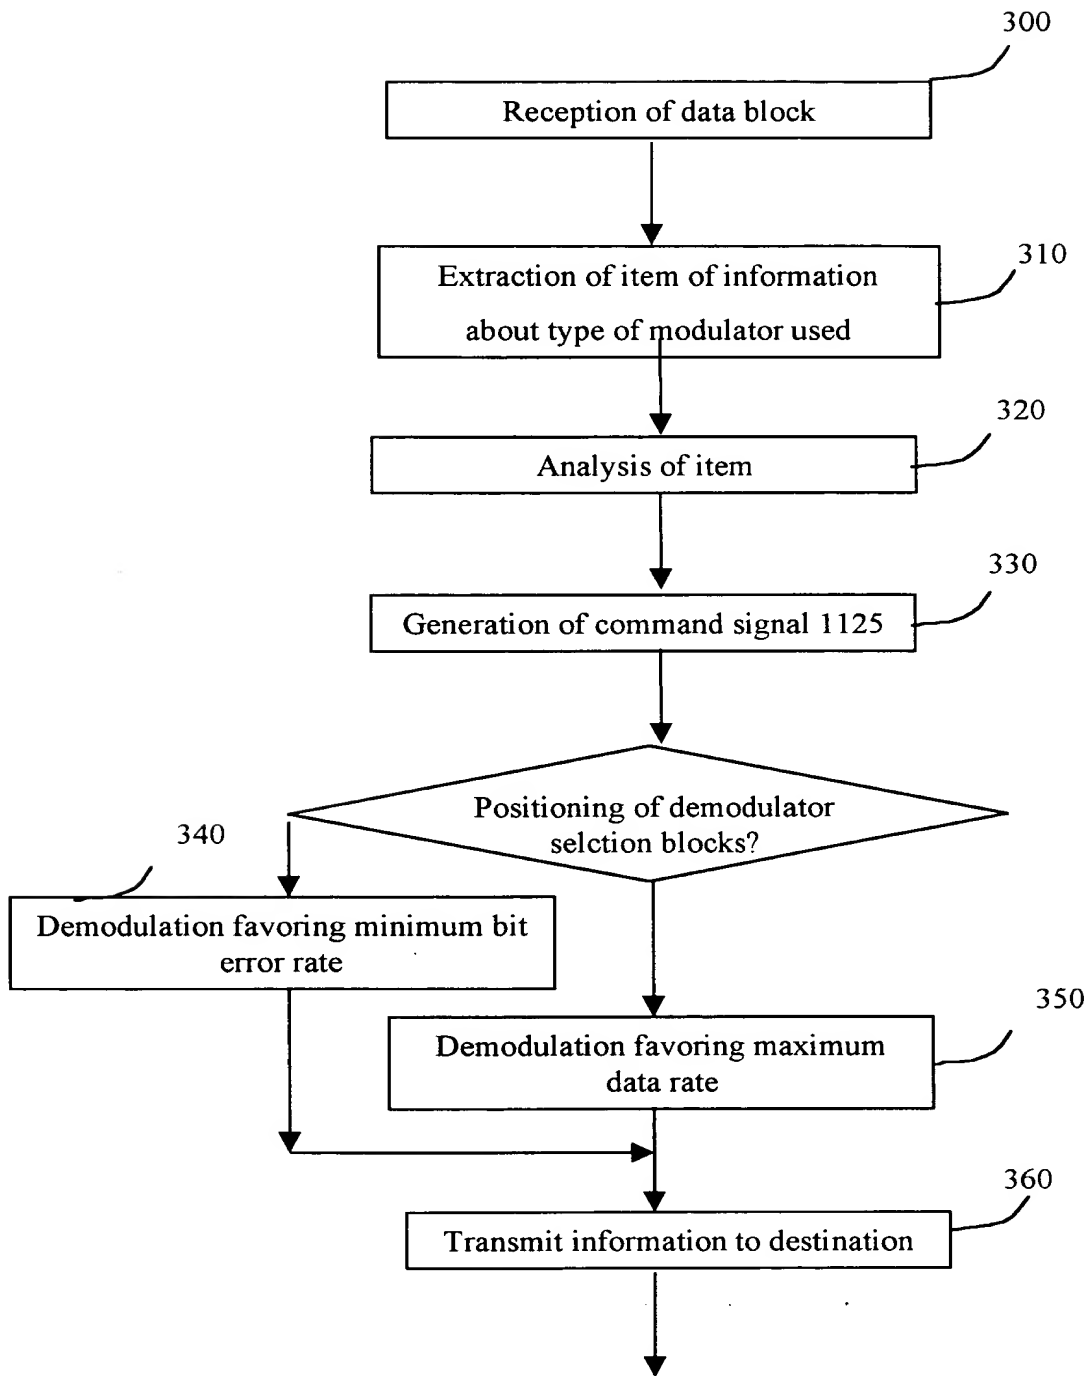 300
Reception of data block
310
Extraction of item of information
about type of modulator used
320
Analysis of item
330
Generation of command signal 1125
Positioning of demodulator
selction blocks?
340
Demodulation favoring minimum bit
error rate
350
Demodulation favoring maximum
data rate
360
Transmit information to destination